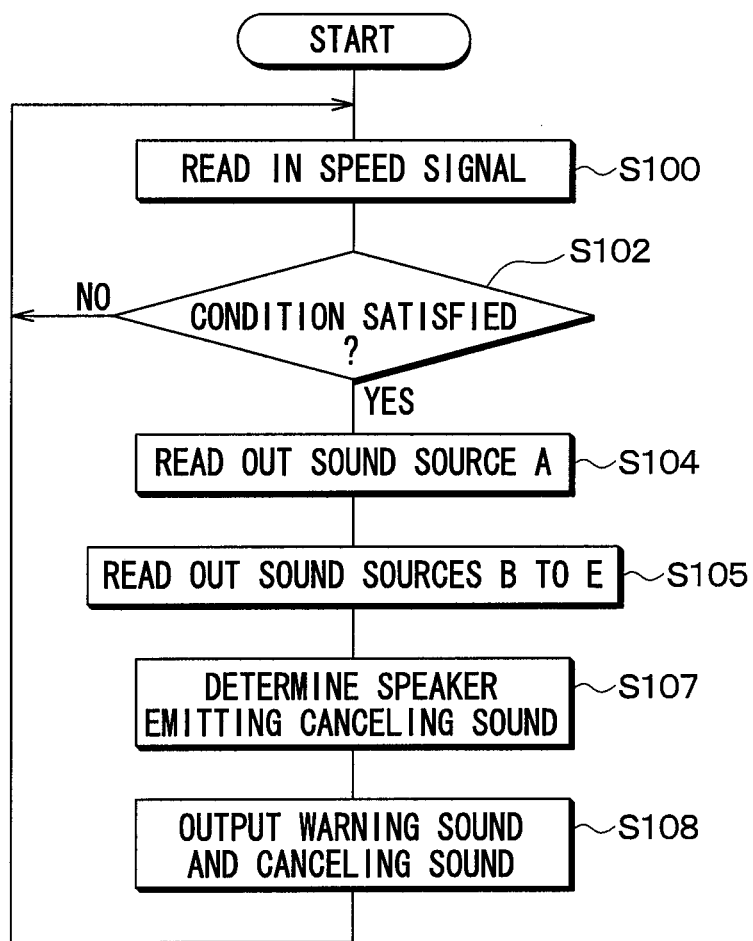 START
READ IN SPEED SIGNAL
S100
S102
NO
CONDITION SATISFIED
?
YES
READ OUT SOUND SOURCE A
S104
READ OUT SOUND SOURCES B TO E
S105
DETERMINE SPEAKER
EMITTING CANCELING SOUND
S107
OUTPUT WARNING SOUND
AND CANCELING SOUND
S108